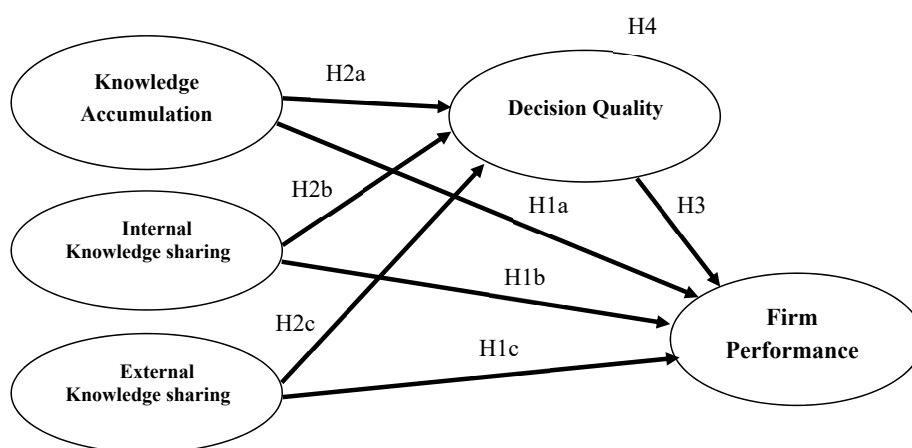 H4
Knowledge
Accumulation
H2a
Decision Quality
H2b
H1a
H3
Internal
Knowledge sharing
H1b
H2c
Firm
Performance
H1c
External
Knowledge sharing